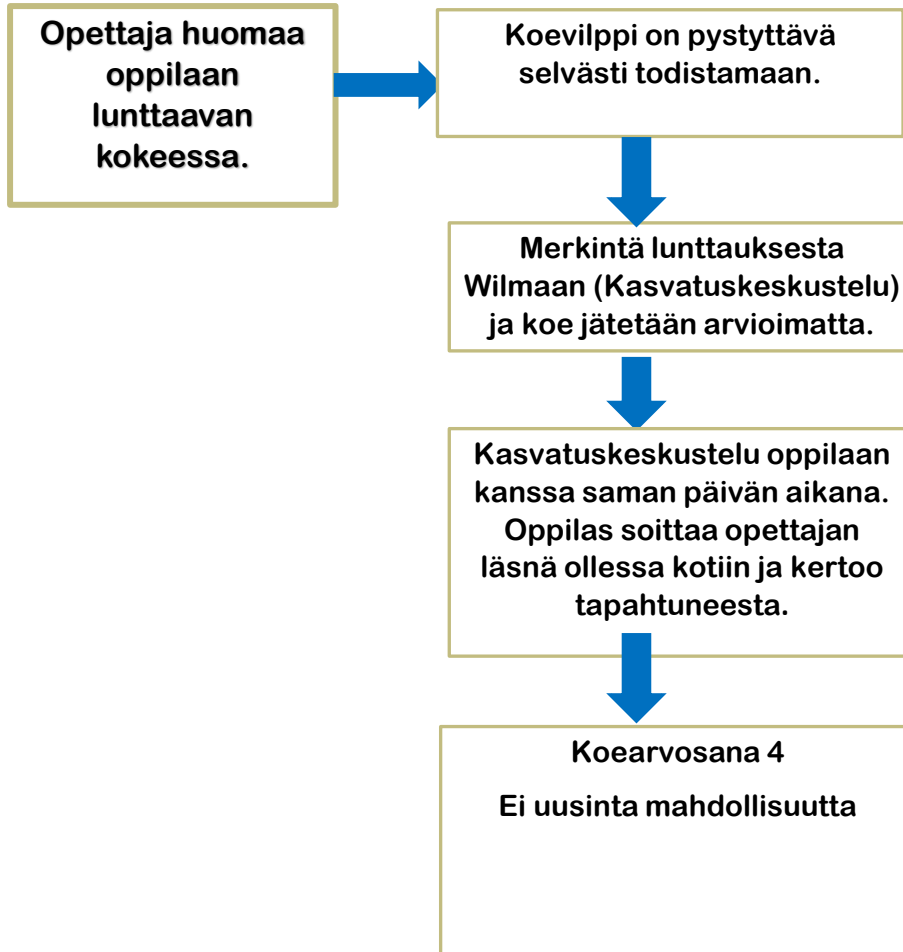 Opettaja huomaa
oppilaan
lunttaavan
kokeessa.
Koevilppi on pystyttävä
selvästi todistamaan.
Merkintä lunttauksesta
Wilmaan (Kasvatuskeskustelu)
ja koe jätetään arvioimatta.
Kasvatuskeskustelu oppilaan
kanssa saman päivän aikana.
Oppilas soittaa opettajan
läsnä ollessa kotiin ja kertoo
tapahtuneesta.
Koearvosana 4
Ei uusinta mahdollisuutta